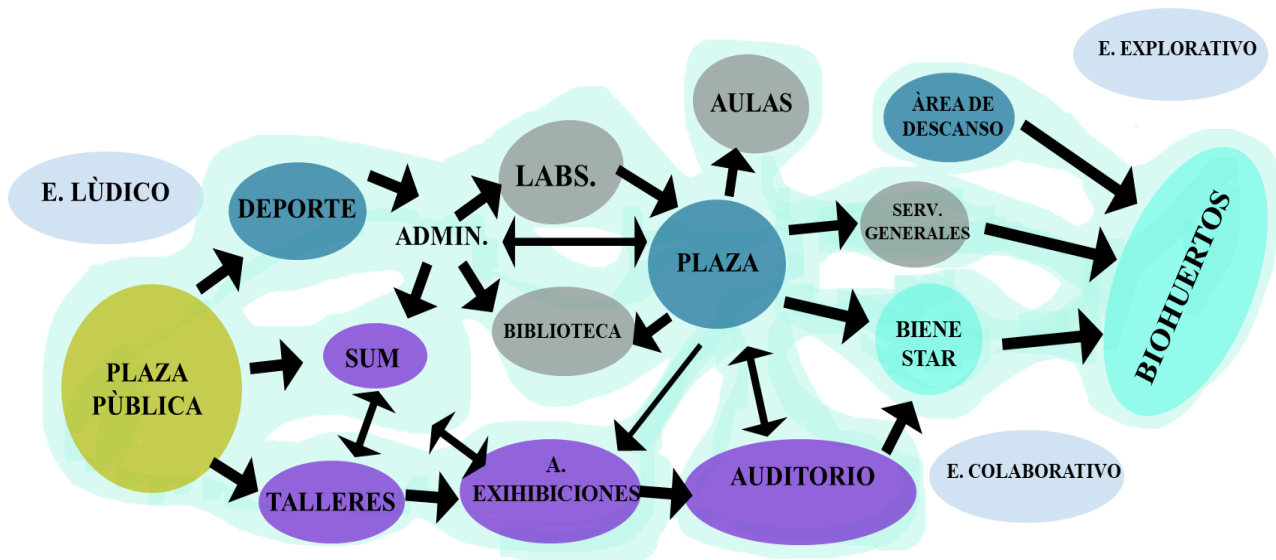 E. EXPLORATIVO
AULAS
ÀREA DE
DESCANSO
E. LÙDICO
DEPORTE
LABS.
ADMIN.
PLAZA
SERV.
GENERALES
BIOHUERTOS
BIBLIOTECA
BIENE
STAR
SUM
PLAZA
PÙBLICA
TALLERES
A.
EXIHIBICIONES
AUDITORIO
E. COLABORATIVO